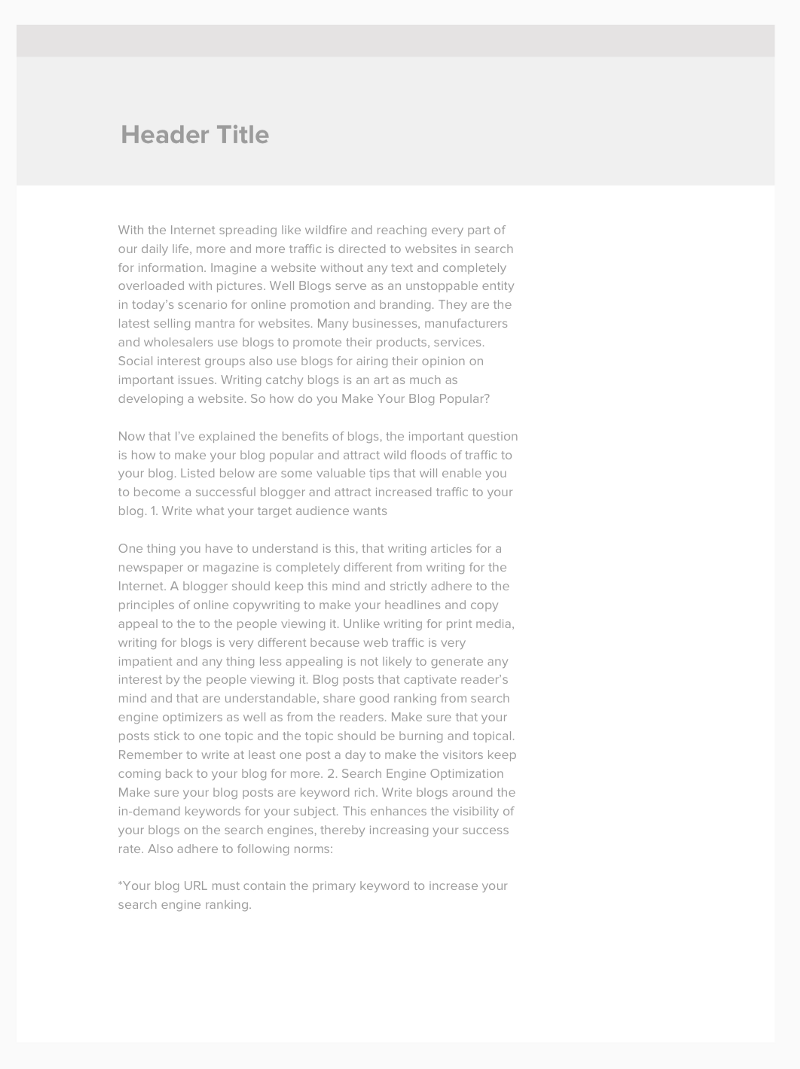 Header Title
With the Internet spreading like wildfire and reaching every part of
our daily life, more and more traffic is directed to websites in search
for information. Imagine a website without any text and completely
overloaded with pictures. Well Blogs serve as an unstoppable entity
in today's scenario for online promotion and branding. They are the
latest selling mantra for websites. Many businesses, manufacturers
and wholesalers use blogs to promote their products, services.
Social interest groups also use blogs for airing their opinion on
important issues. Writing catchy blogs is an art as much as
developing a website. So how do you Make Your Blog Popular?
Now that I've explained the benefits of blogs, the important question
is how to make your blog popular and attract wild floods of traffic to
your blog. Listed below are some valuable tips that will enable you
to become a successful blogger and attract increased traffic to your
blog. 1. Write what your target audience wants
One thing you have to understand is this, that writing articles for a
newspaper or magazine is completely different from writing for the
Internet. A blogger should keep this mind and strictly adhere to the
principles of online copywriting to make your headlines and copy
appeal to the to the people viewing it. Unlike writing for print media,
writing for blogs is very different because web traffic is very
impatient and any thing less appealing is not likely to generate any
interest by the people viewing it. Blog posts that captivate reader's
mind and that are understandable, share good ranking from search
engine optimizers as well as from the readers. Make sure that your
posts stick to one topic and the topic should be burning and topical.
Remember to write at least one post a day to make the visitors keep
coming back to your blog for more. 2. Search Engine Optimization
Make sure your blog posts are keyword rich. Write blogs around the
in-demand keywords for your subject. This enhances the visibility of
your blogs on the search engines, thereby increasing your success
rate. Also adhere to following norms:
*Your blog URL must contain the primary keyword to increase your
search engine ranking.